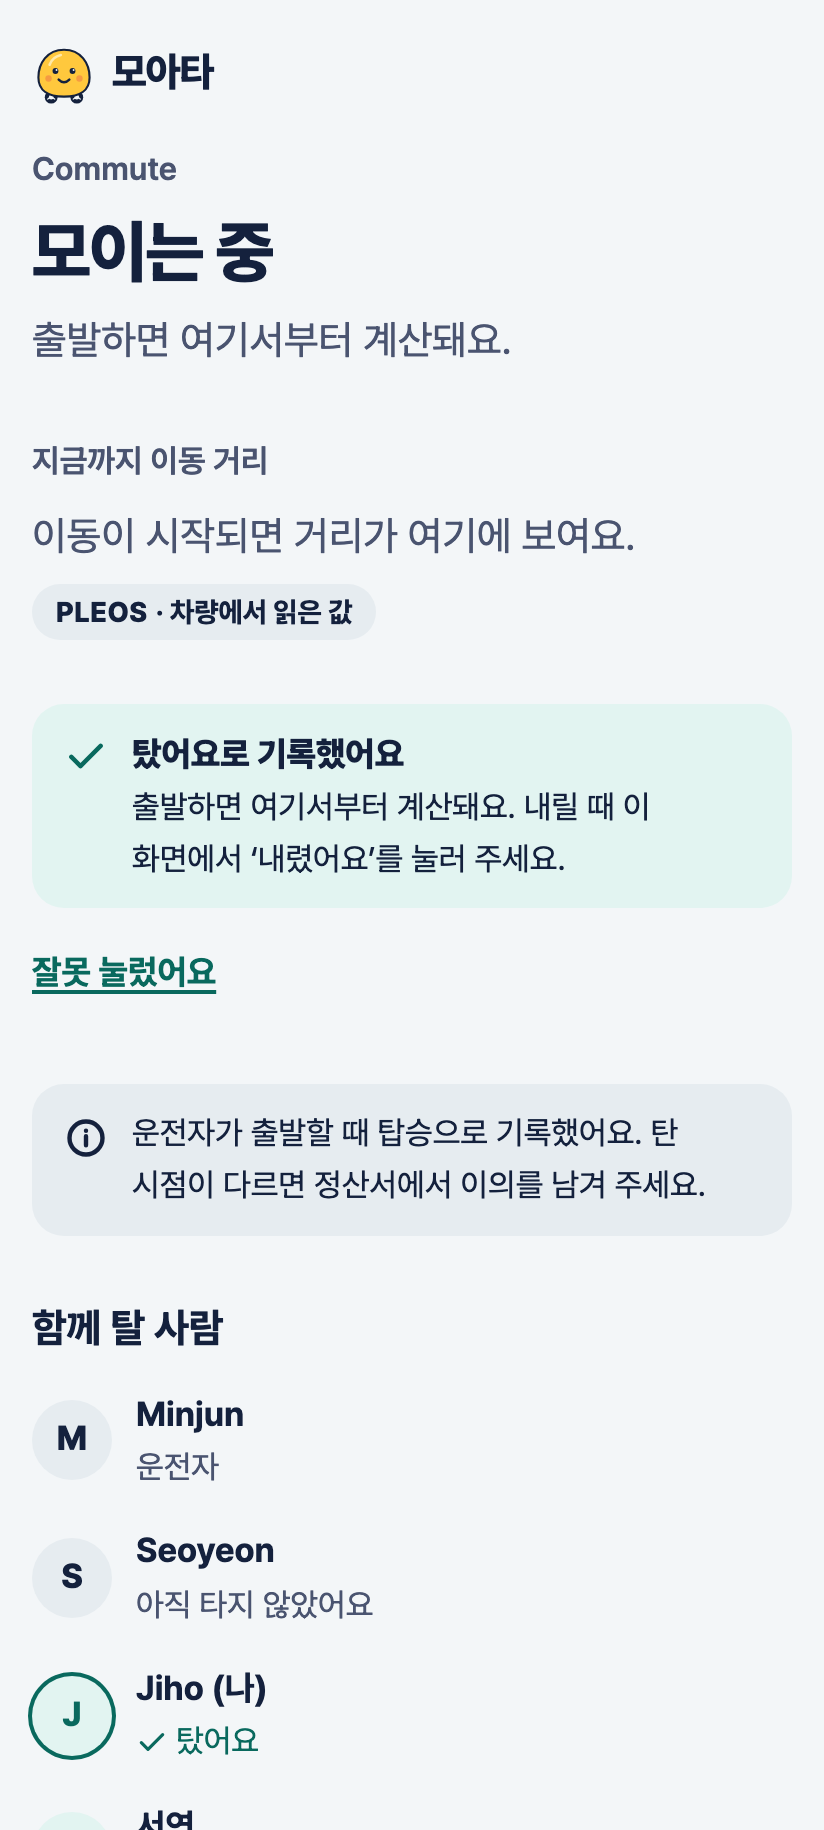 모아타
Commute
모이는 중
출발하면 여기서부터 계산돼요.
지금까지 이동 거리
이동이 시작되면 거리가 여기에 보여요.
PLEOS · 차량에서 읽은 값
탔어요로 기록했어요
출발하면 여기서부터 계산돼요. 내릴 때 이
화면에서 ‘내렸어요’를 눌러 주세요.
잘못 눌렀어요
운전자가 출발할 때 탑승으로 기록했어요. 탄
시점이 다르면 정산서에서 이의를 남겨 주세요.
함께 탈 사람
M
Minjun
운전자
S
Seoyeon
아직 타지 않았어요
J
Jiho (나)
탔어요